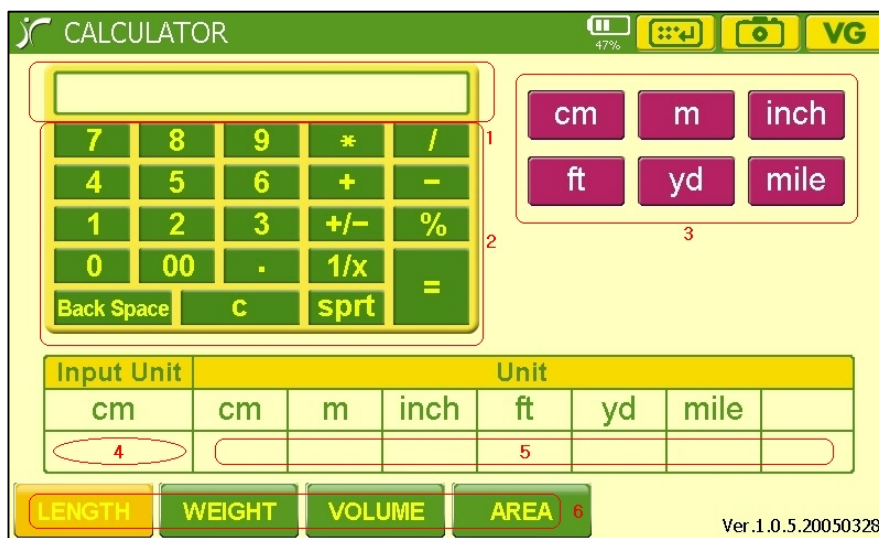 CALCULATOR 47% VG
1
7 8 9 * /
4 5 6 + −
1 2 3 +/− %
0 00 . 1/x =
Back Space c sprt
2
cm m inch
ft yd mile
3
Input Unit Unit
cm cm m inch ft yd mile
4 5
LENGTH WEIGHT VOLUME AREA 6
Ver.1.0.5.20050328